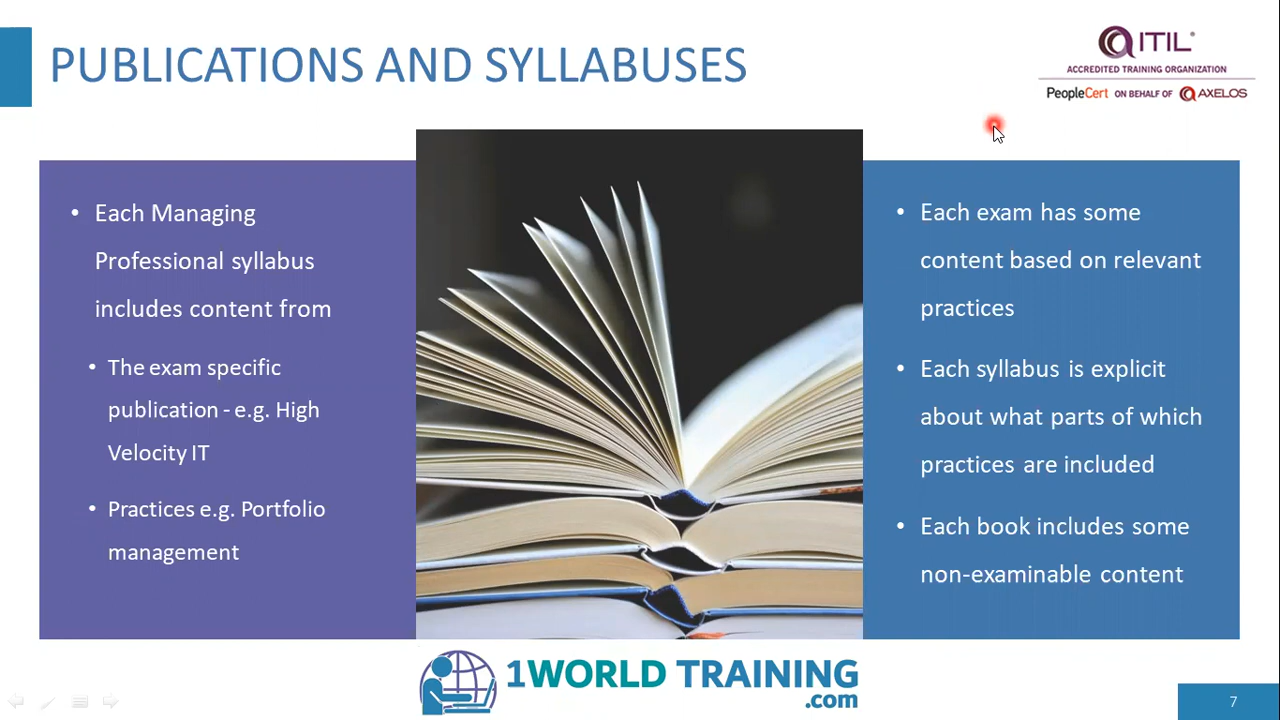 PUBLICATIONS AND SYLLABUSES
ITIL®
ACCREDITED TRAINING ORGANIZATION
PeopleCert ON BEHALF OF AXELOS
• Each Managing
Professional syllabus
includes content from
• The exam specific
publication - e.g. High
Velocity IT
• Practices e.g. Portfolio
management
• Each exam has some
content based on relevant
practices
• Each syllabus is explicit
about what parts of which
practices are included
• Each book includes some
non-examinable content
1WORLD TRAINING
.com
7